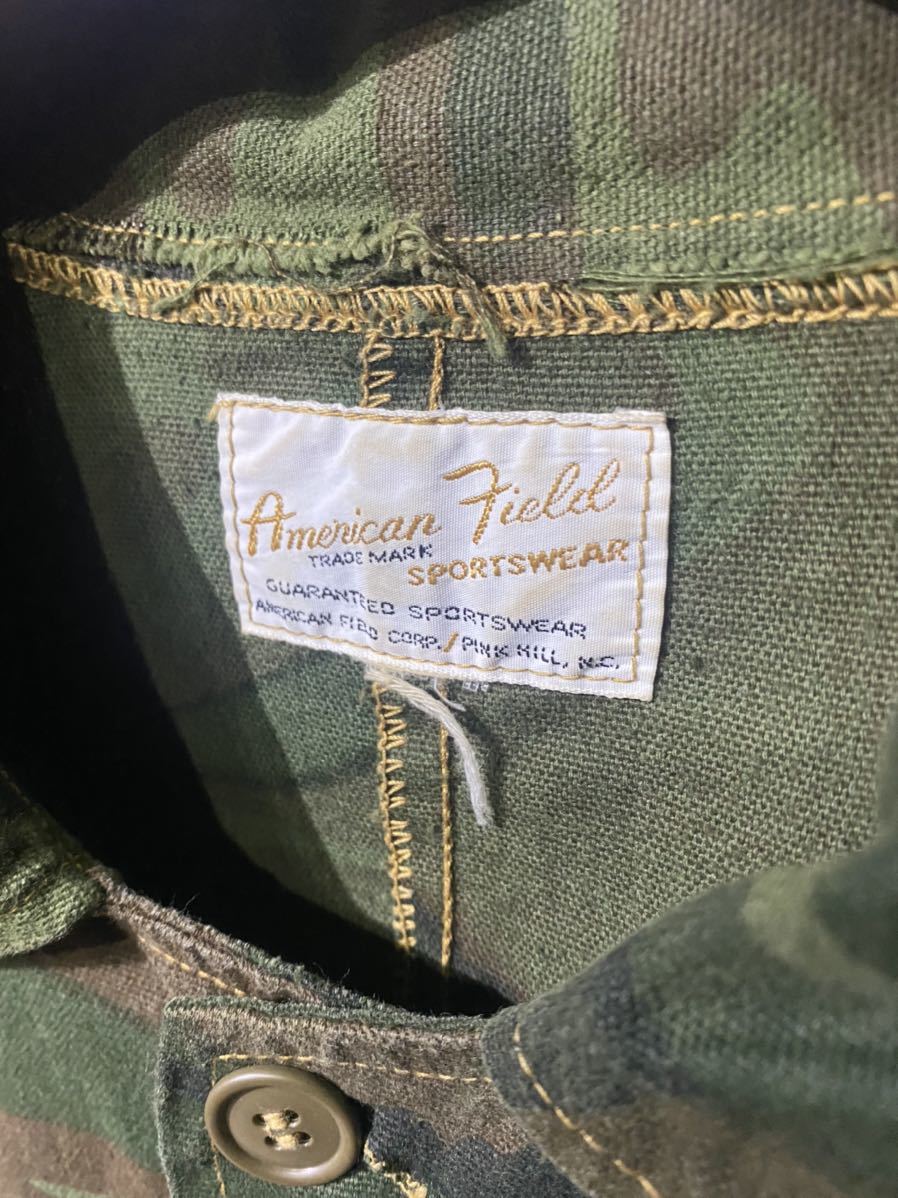 American Field
TRADE MARK
SPORTSWEAR
GUARANTEED SPORTSWEAR
AMERICAN FIELD CORP./PINK HILL, N.C.